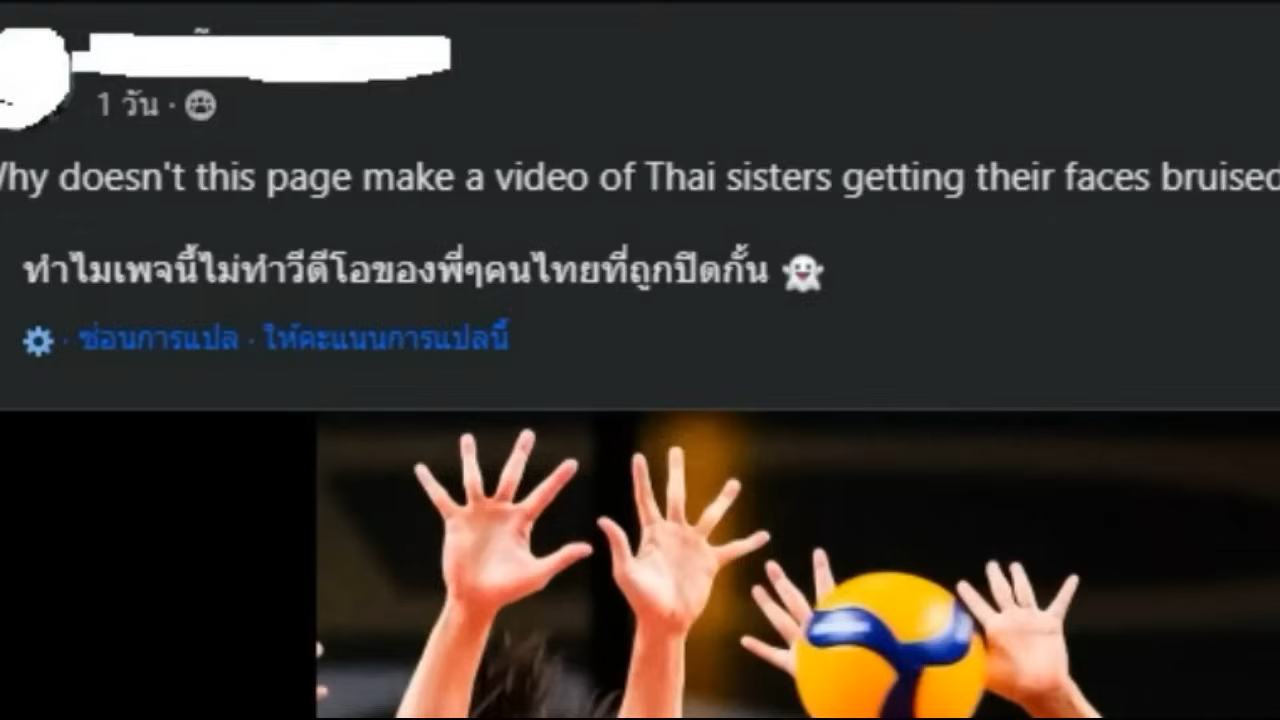 1 วัน ·
Why doesn't this page make a video of Thai sisters getting their faces bruised
ทำไมเพจนี้ไม่ทำวีดีโอของพี่ๆคนไทยที่ถูกปิดกั้น 👻
· ซ่อนการแปล · ให้คะแนนการแปลนี้